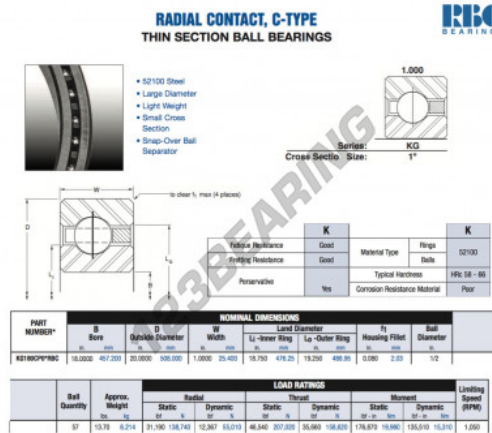 RADIAL CONTACT, C-TYPE
THIN SECTION BALL BEARINGS
RBC
BEARING
• 52100 Steel
• Large Diameter
• Light Weight
• Small Cross
Section
• Snap-Over Ball
Separator
1.000
Series: KG
Cross Sectio Size: 1"
123BEARING
W
to clear f₁ max (4 places)
D
B
K K
Fatigue Resistance Good Material Type Rings 52100
Fretting Resistance Good Balls
Preservative Yes Typical Hardness HRc 58 - 66
Corrosion Resistance Material Poor
NOMINAL DIMENSIONS
PART NUMBER* B Bore D Outside Diameter W Width Land Diameter f₁ Housing Fillet Ball Diameter
L₁ -Inner Ring L₀ -Outer Ring
in. mm in. mm in. mm in. mm in. mm in. mm in.
KG180CP0*RBC 18.0000 457.200 20.0000 508.000 1.0000 25.400 18.750 476.25 19.250 488.95 0.080 2.03 1/2
LOAD RATINGS
Ball Quantity Approx. Weight Radial Thrust Moment Limiting Speed (RPM)
Static Dynamic Static Dynamic Static Dynamic
lbs. kg lbf N lbf N lbf N lbf N lbf - in Nm lbf - in Nm
57 13.70 6.214 31,190 138,740 12,367 55,010 46,540 207,020 35,660 158,620 176,870 19,980 135,510 15,310 1,050